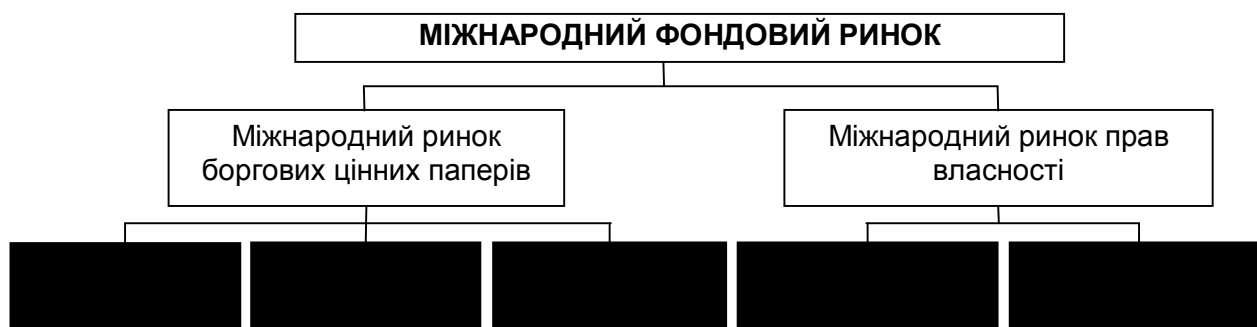 МІЖНАРОДНИЙ ФОНДОВИЙ РИНОК
Міжнародний ринок
боргових цінних паперів
Міжнародний ринок прав
власності